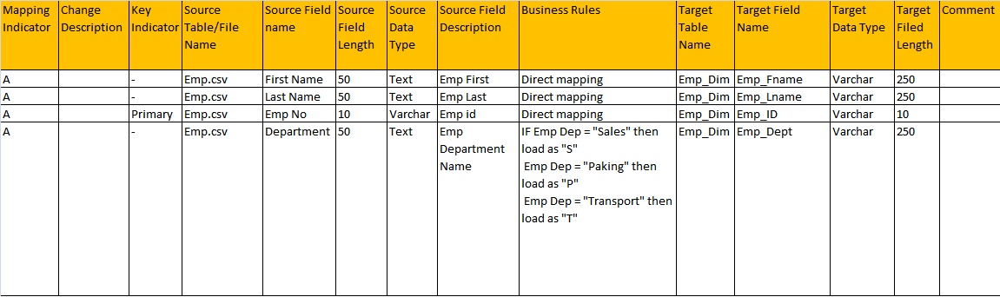 Mapping Indicator Change Description Key Indicator Source Table/File Name Source Field name Source Field Length Source Data Type Source Field Description Business Rules Target Table Name Target Field Name Target Data Type Target Filed Length Comment
A - Emp.csv First Name 50 Text Emp First Direct mapping Emp_Dim Emp_Fname Varchar 250
A - Emp.csv Last Name 50 Text Emp Last Direct mapping Emp_Dim Emp_Lname Varchar 250
A Primary Emp.csv Emp No 10 Varchar Emp id Direct mapping Emp_Dim Emp_ID Varchar 10
A - Emp.csv Department 50 Text Emp Department Name IF Emp Dep = "Sales" then load as "S" Emp Dep = "Paking" then load as "P" Emp Dep = "Transport" then load as "T" Emp_Dim Emp_Dept Varchar 250